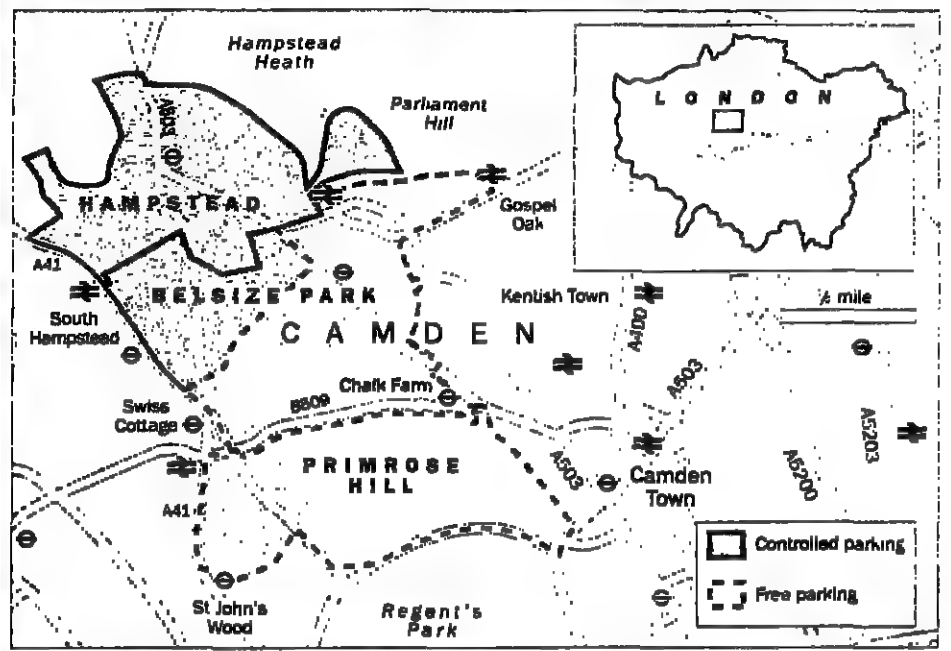 Hampstead
Heath
Parliament
Hill
LONDON
A503
HAMPSTEAD
Gospel
Oak
A41
BELSIZE PARK
Kentish Town
½ mile
South
Hampstead
CAMDEN
A400
A503
Chalk Farm
B509
Swiss
Cottage
A5203
PRIMROSE
HILL
A503
Camden
Town
A5200
A41
Controlled parking
Free parking
St John's
Wood
Regent's
Park